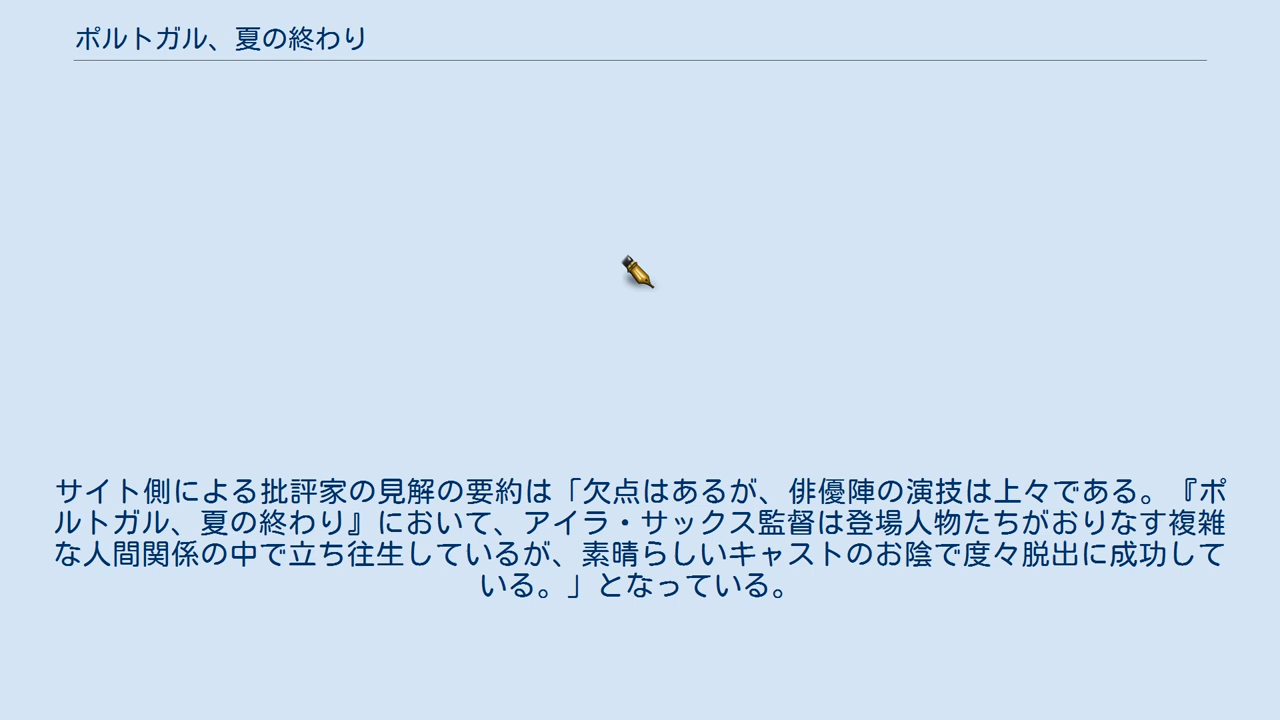 ポルトガル、夏の終わり
サイト側による批評家の見解の要約は「欠点はあるが、俳優陣の演技は上々である。『ポ
ルトガル、夏の終わり』において、アイラ・サックス監督は登場人物たちがおりなす複雑
な人間関係の中で立ち往生しているが、素晴らしいキャストのお陰で度々脱出に成功して
いる。」となっている。